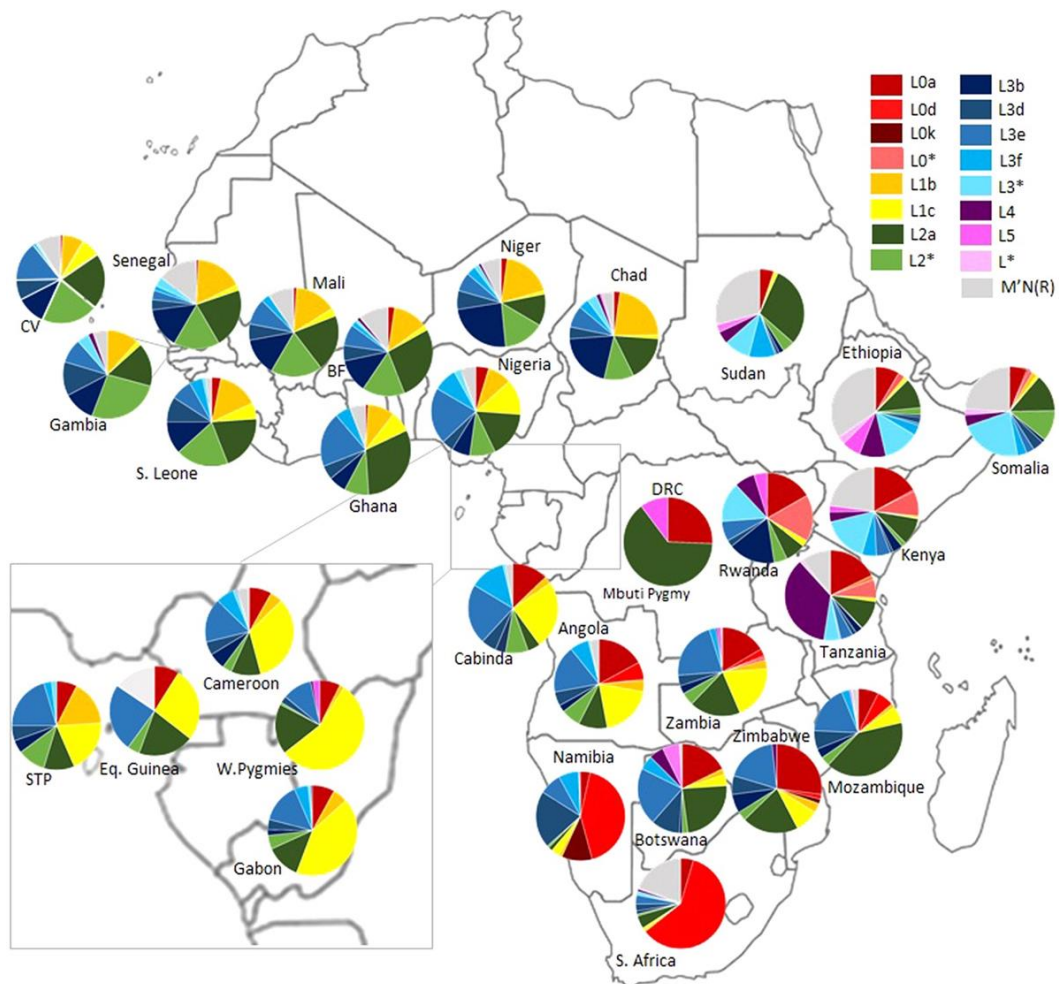 L0a
L0d
L0k
L0*
L1b
L1c
L2a
L2*
L3b
L3d
L3e
L3f
L3*
L4
L5
L*
M'N(R)
Niger
Senegal
Mali
Chad
CV
BF
Nigeria
Sudan
Ethiopia
Gambia
S. Leone
Ghana
Somalia
DRC
Mbuti Pygmy
Rwanda
Kenya
Cabinda
Angola
Tanzania
Cameroon
Zambia
STP
Eq. Guinea
W.Pygmies
Namibia
Zimbabwe
Mozambique
Botswana
Gabon
S. Africa